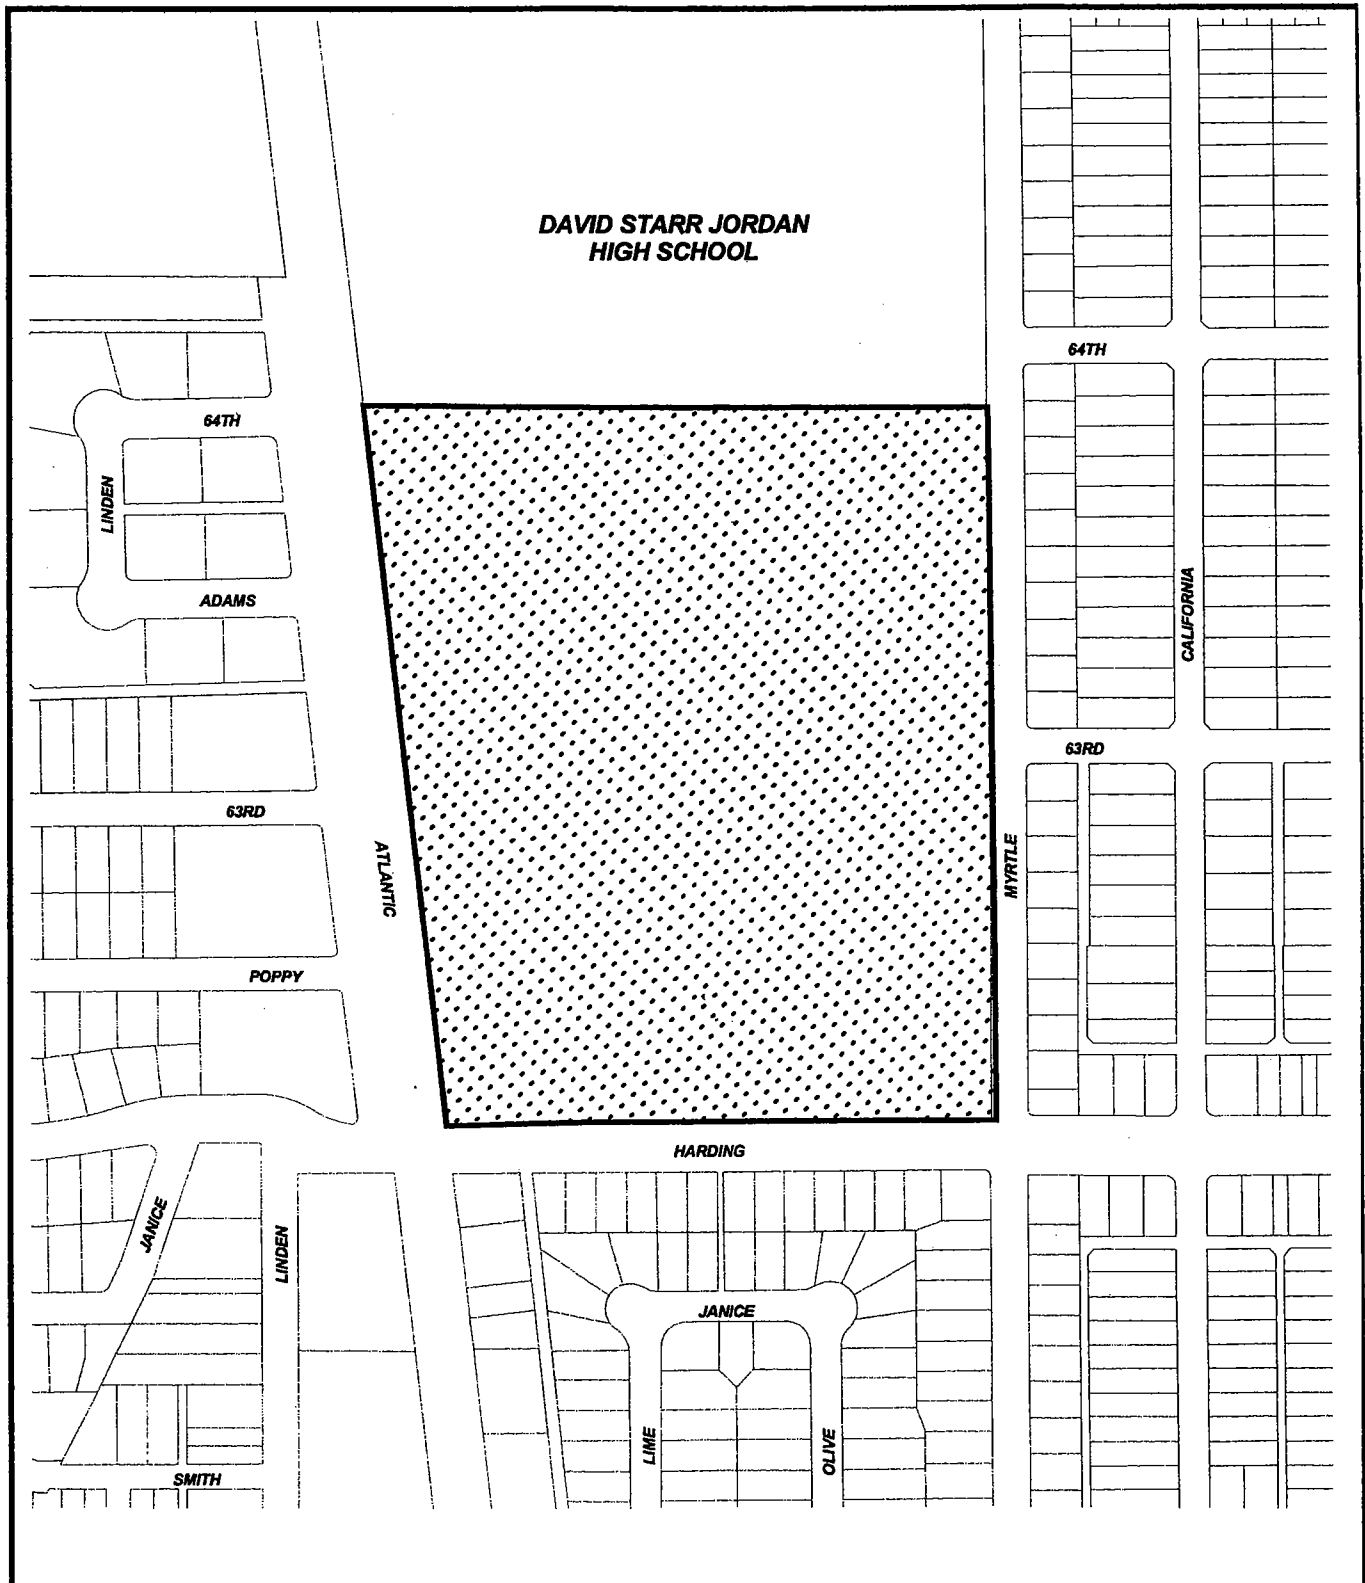 DAVID STARR JORDAN
HIGH SCHOOL
64TH
64TH
LINDEN
CALIFORNIA
ADAMS
63RD
63RD
ATLANTIC
MYRTLE
POPPY
HARDING
JANICE
LINDEN
JANICE
LIME
OLIVE
SMITH